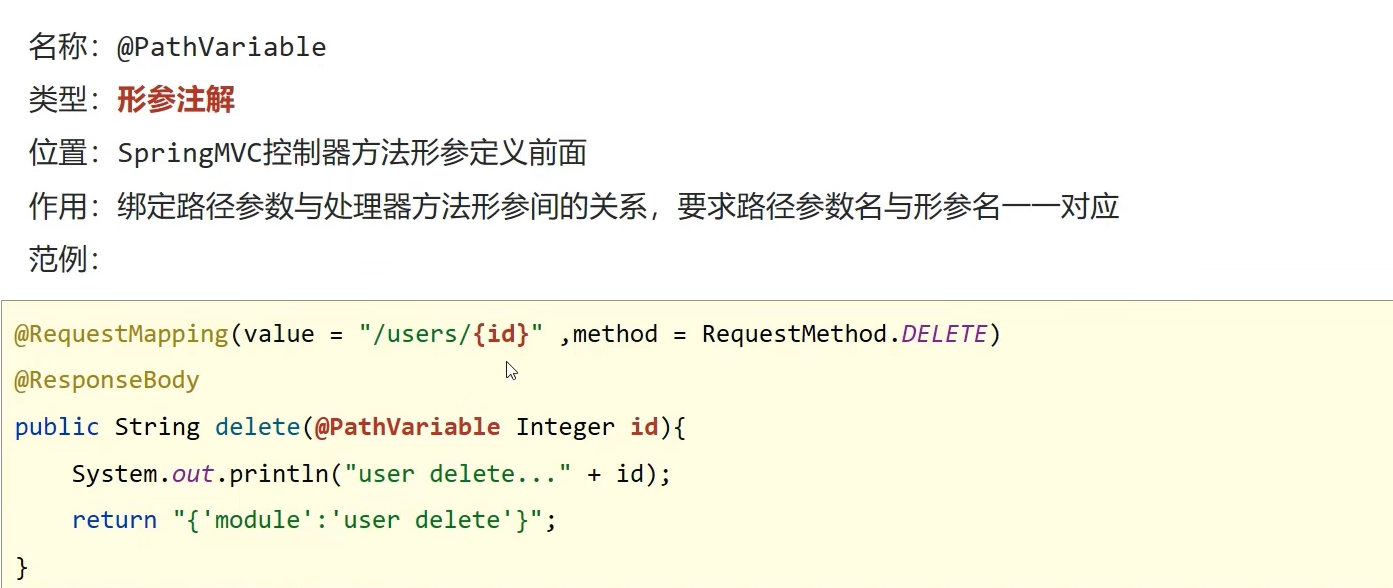 名称：@PathVariable
类型：形参注解
位置：SpringMVC控制器方法形参定义前面
作用：绑定路径参数与处理器方法形参间的关系，要求路径参数名与形参名一一对应
范例：
@RequestMapping(value = "/users/{id}" ,method = RequestMethod.DELETE)
@ResponseBody
public String delete(@PathVariable Integer id){
    System.out.println("user delete..." + id);
    return "{'module':'user delete'}";
}